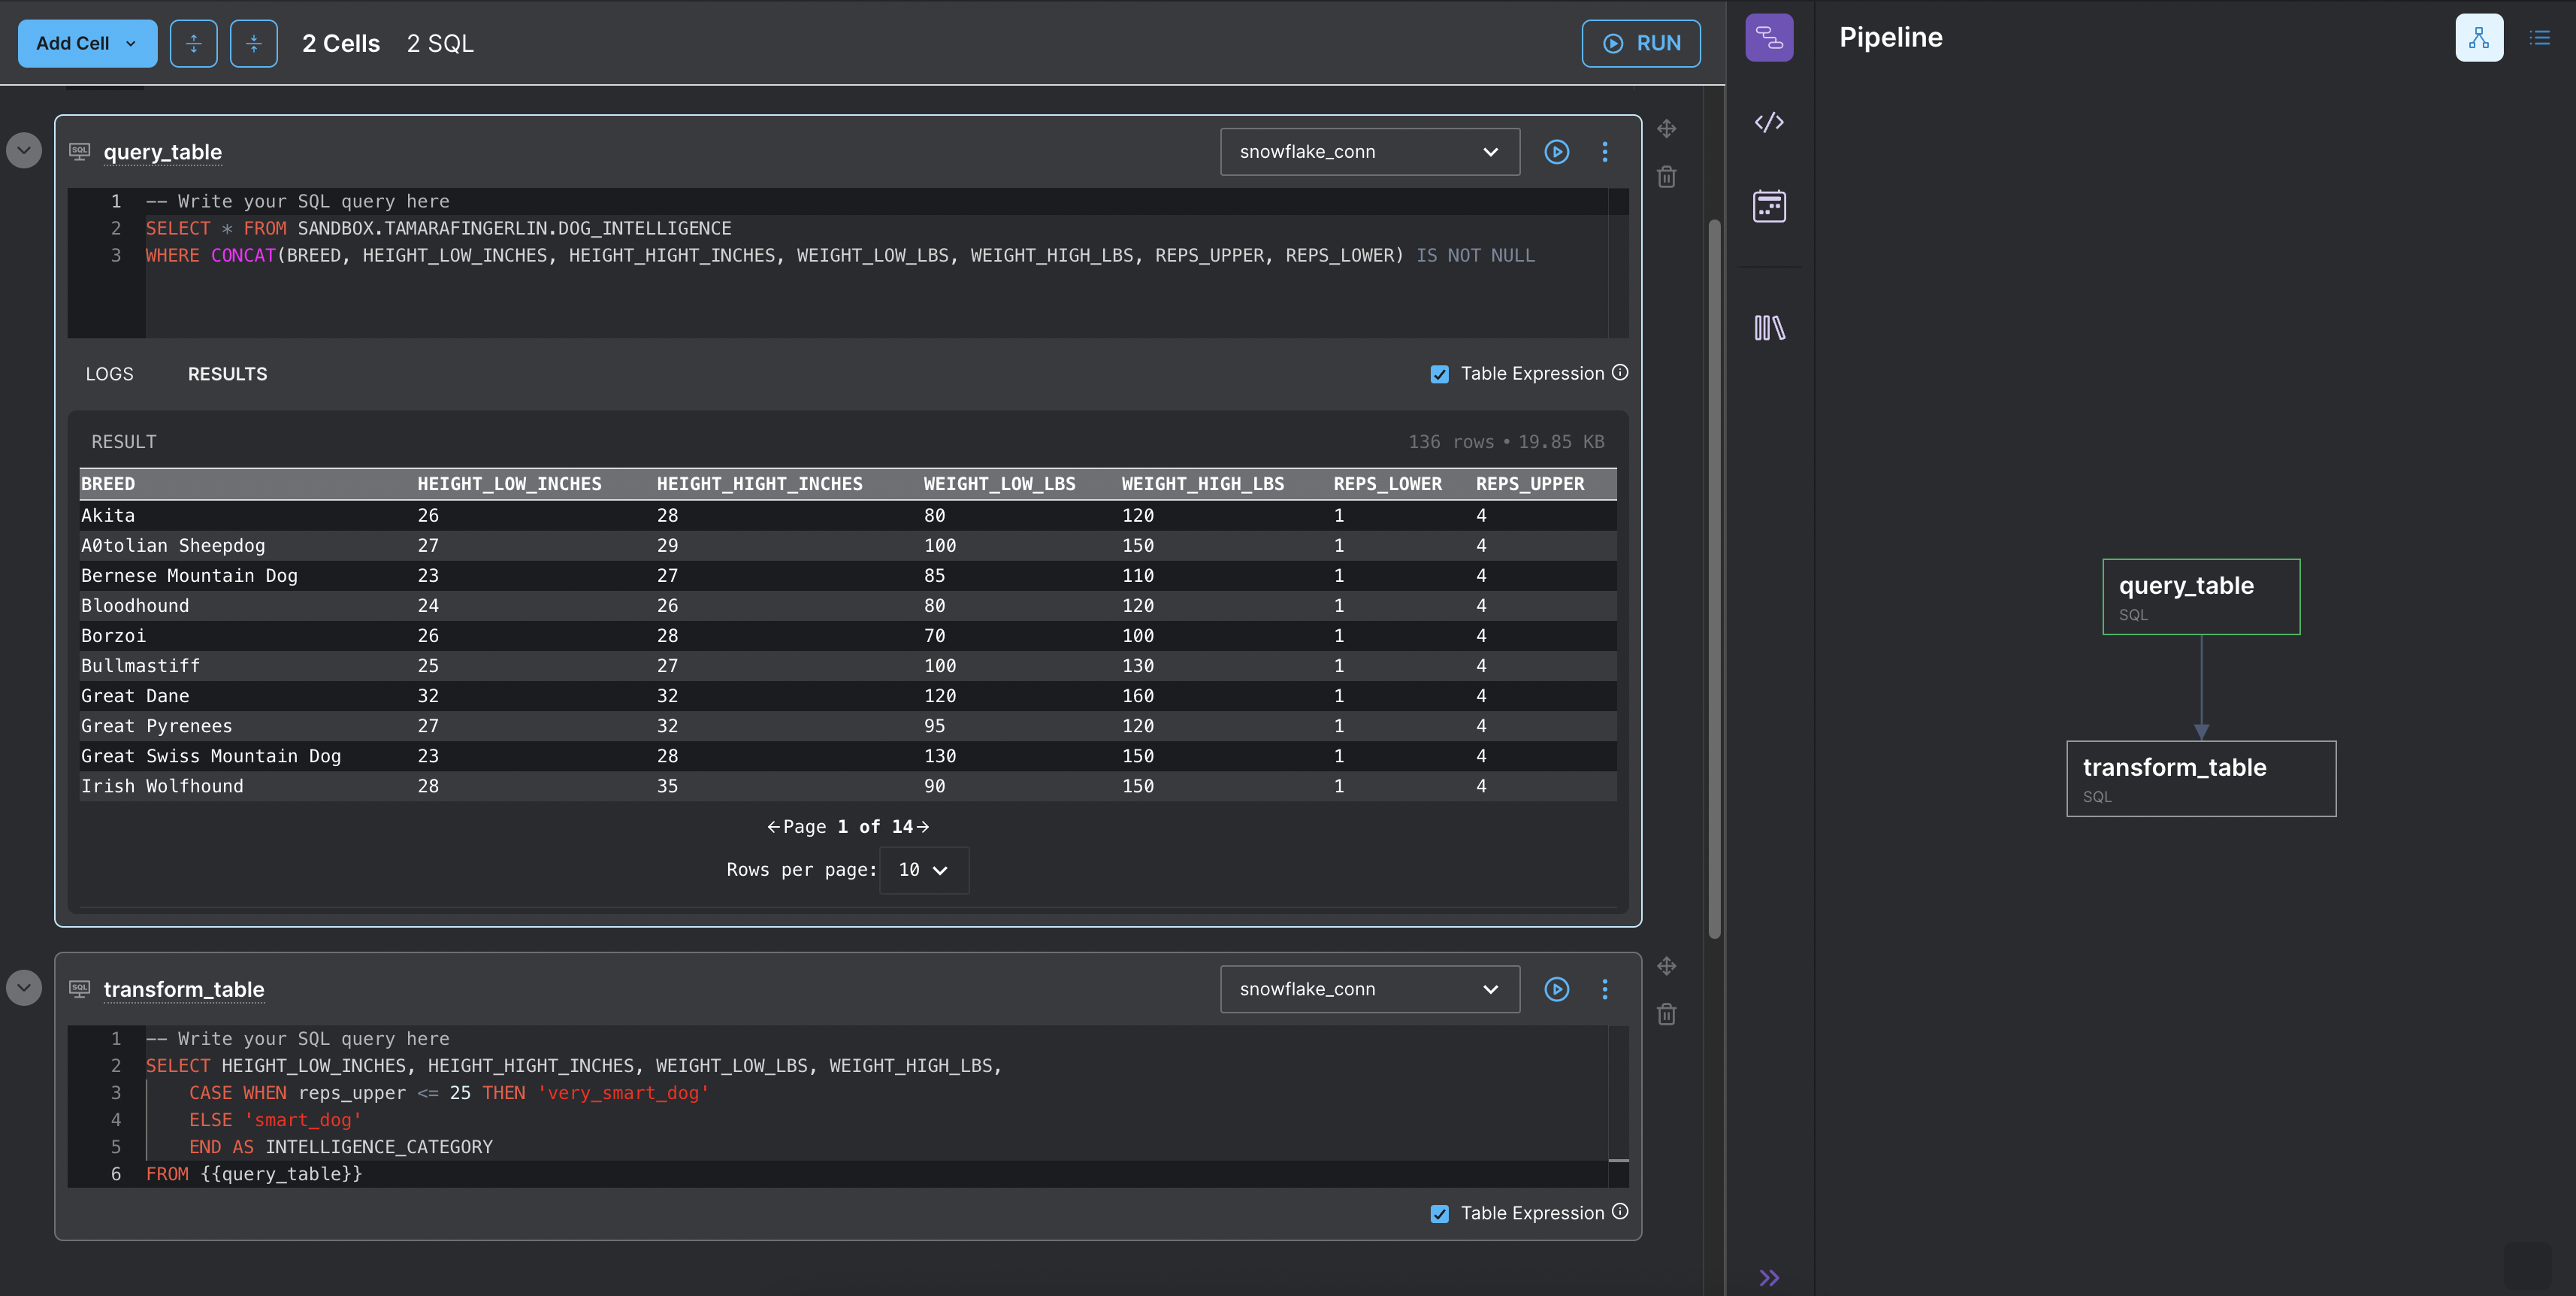 Add Cell
2 Cells 2 SQL
RUN
Pipeline
SQL query_table
snowflake_conn
1 -- Write your SQL query here
2 SELECT * FROM SANDBOX.TAMARAFINGERLIN.DOG_INTELLIGENCE
3 WHERE CONCAT(BREED, HEIGHT_LOW_INCHES, HEIGHT_HIGHT_INCHES, WEIGHT_LOW_LBS, WEIGHT_HIGH_LBS, REPS_UPPER, REPS_LOWER) IS NOT NULL
LOGS RESULTS
Table Expression
RESULT 136 rows • 19.85 KB
BREED HEIGHT_LOW_INCHES HEIGHT_HIGHT_INCHES WEIGHT_LOW_LBS WEIGHT_HIGH_LBS REPS_LOWER REPS_UPPER
Akita 26 28 80 120 1 4
A0tolian Sheepdog 27 29 100 150 1 4
Bernese Mountain Dog 23 27 85 110 1 4
Bloodhound 24 26 80 120 1 4
Borzoi 26 28 70 100 1 4
Bullmastiff 25 27 100 130 1 4
Great Dane 32 32 120 160 1 4
Great Pyrenees 27 32 95 120 1 4
Great Swiss Mountain Dog 23 28 130 150 1 4
Irish Wolfhound 28 35 90 150 1 4
←Page 1 of 14→
Rows per page: 10
SQL transform_table
snowflake_conn
1 -- Write your SQL query here
2 SELECT HEIGHT_LOW_INCHES, HEIGHT_HIGHT_INCHES, WEIGHT_LOW_LBS, WEIGHT_HIGH_LBS,
3 CASE WHEN reps_upper <= 25 THEN 'very_smart_dog'
4 ELSE 'smart_dog'
5 END AS INTELLIGENCE_CATEGORY
6 FROM {{query_table}}
Table Expression
query_table
SQL
transform_table
SQL